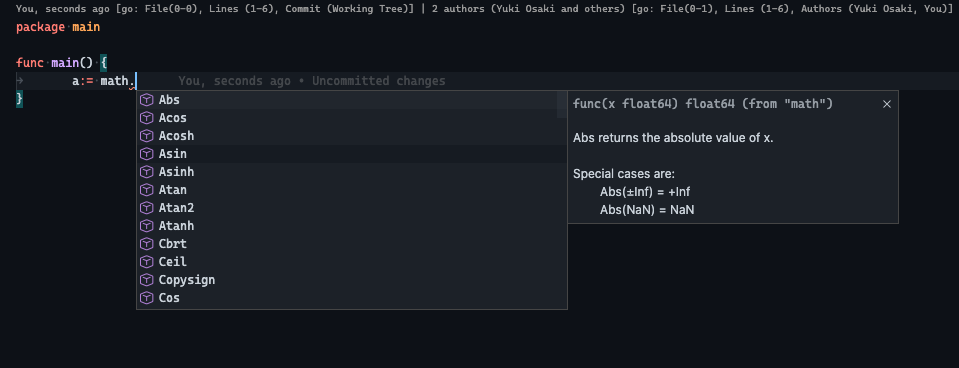 You, seconds ago [go: File(0-0), Lines (1-6), Commit (Working Tree)] | 2 authors (Yuki Osaki and others) [go: File(0-1), Lines (1-6), Authors (Yuki Osaki, You)]
package main
func main() {
a:= math. You, seconds ago • Uncommitted changes
}
Abs
Acos
Acosh
Asin
Asinh
Atan
Atan2
Atanh
Cbrt
Ceil
Copysign
Cos
func(x float64) float64 (from "math")
Abs returns the absolute value of x.
Special cases are:
Abs(±Inf) = +Inf
Abs(NaN) = NaN